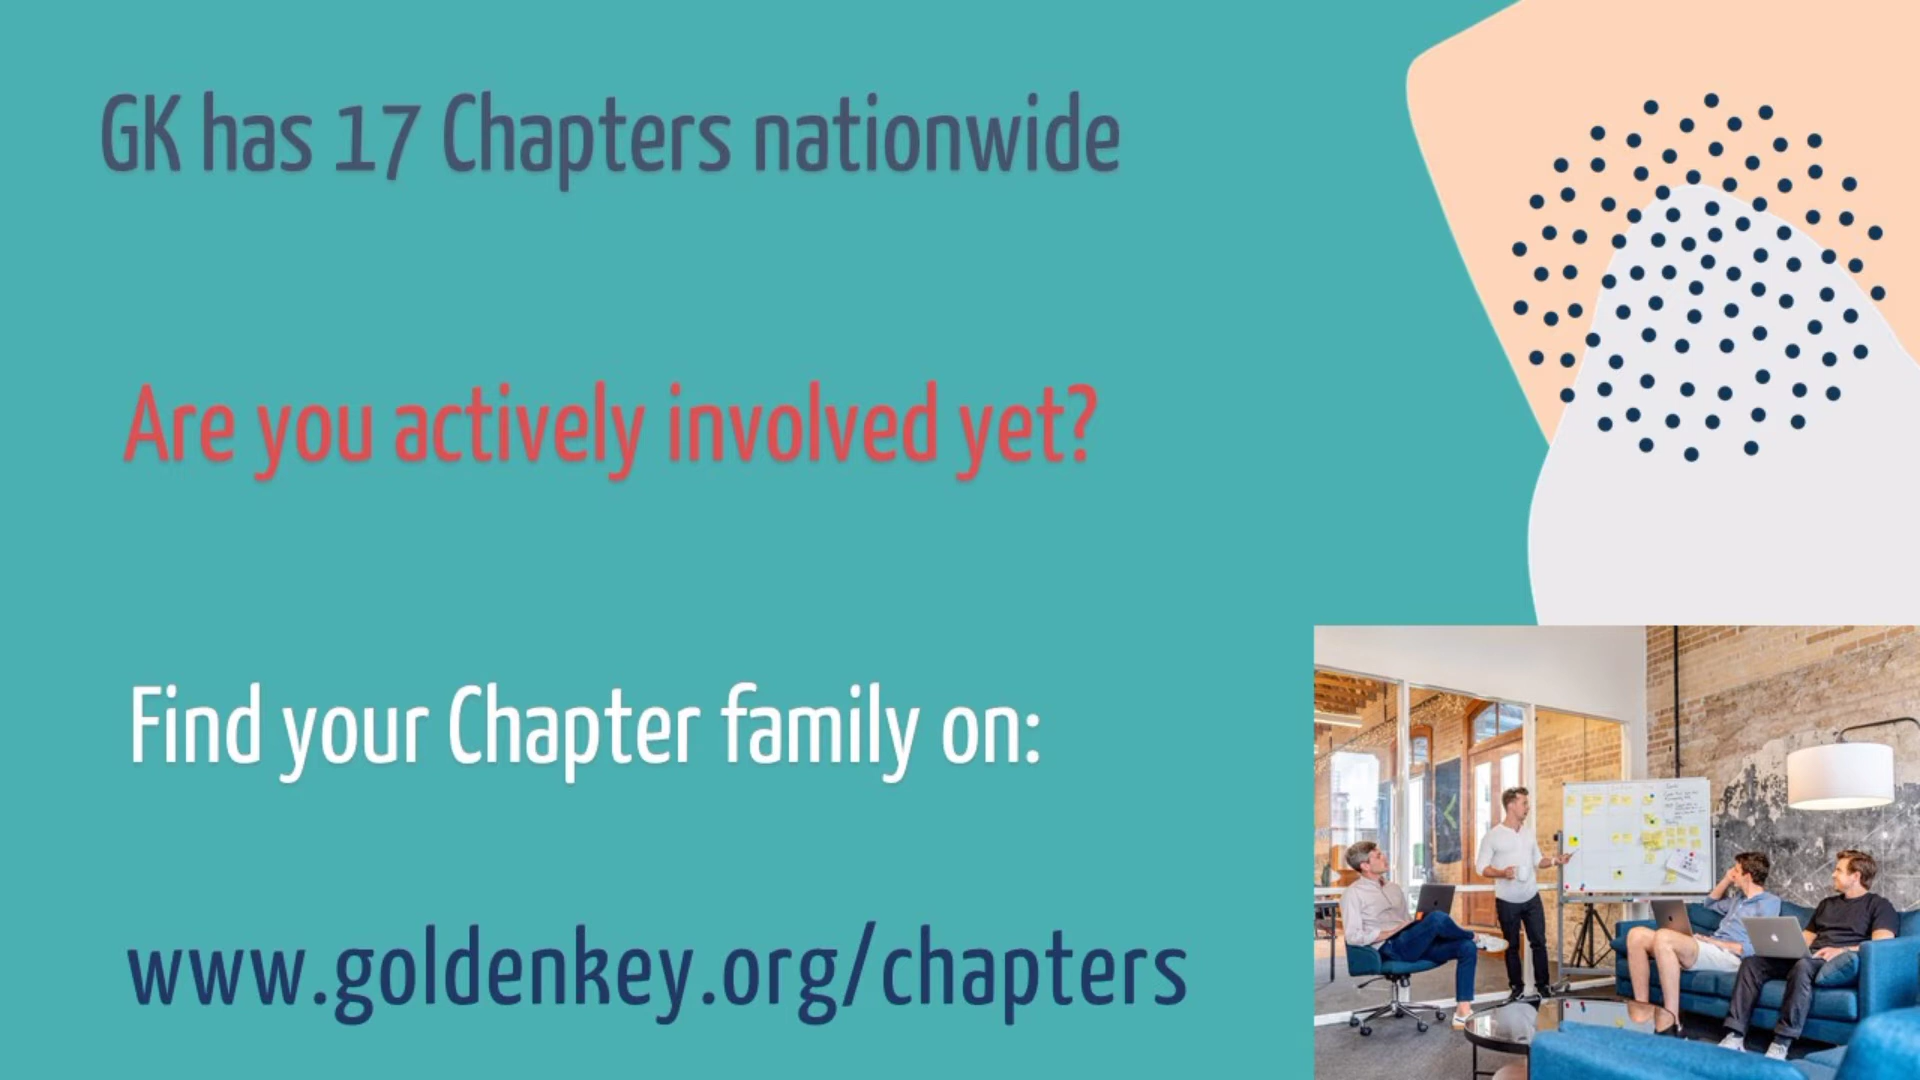 GK has 17 Chapters nationwide
Are you actively involved yet?
Find your Chapter family on:
www.goldenkey.org/chapters